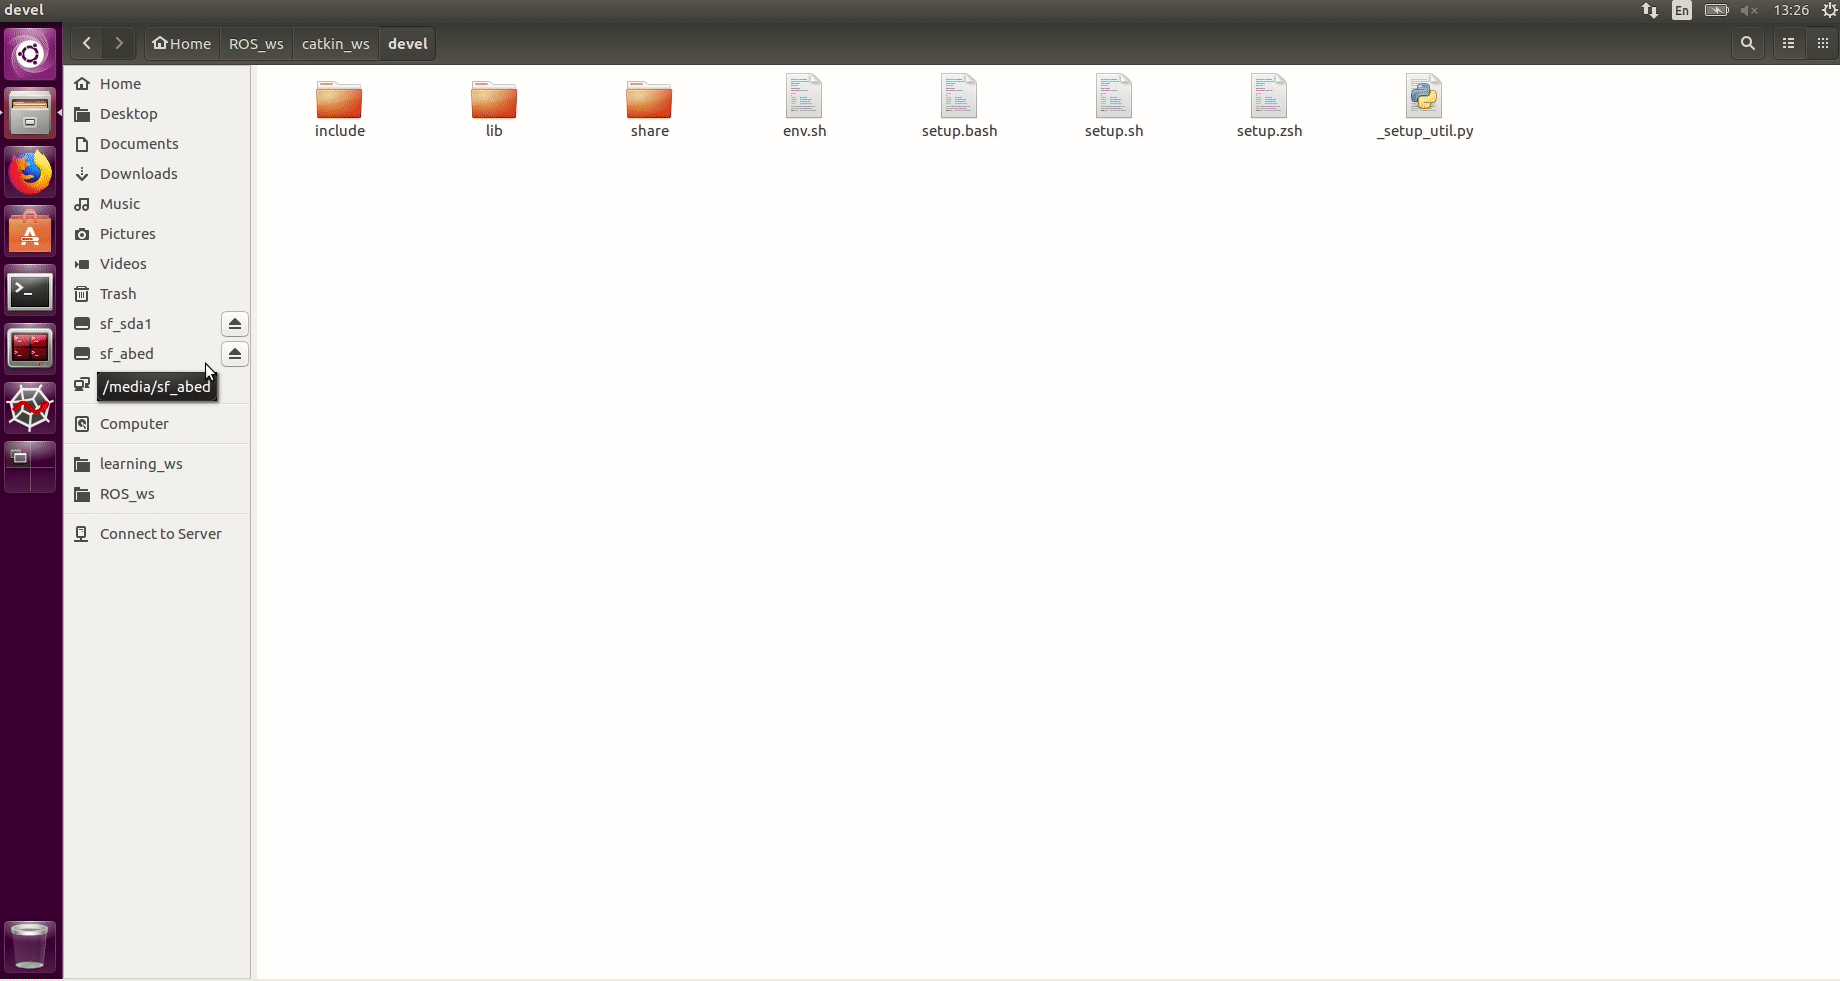 devel
En
13:26
Home
ROS_ws
catkin_ws
devel
Home
Desktop
Documents
Downloads
Music
Pictures
Videos
Trash
sf_sda1
sf_abed
/media/sf_abed
Computer
learning_ws
ROS_ws
Connect to Server
include
lib
share
env.sh
setup.bash
setup.sh
setup.zsh
_setup_util.py